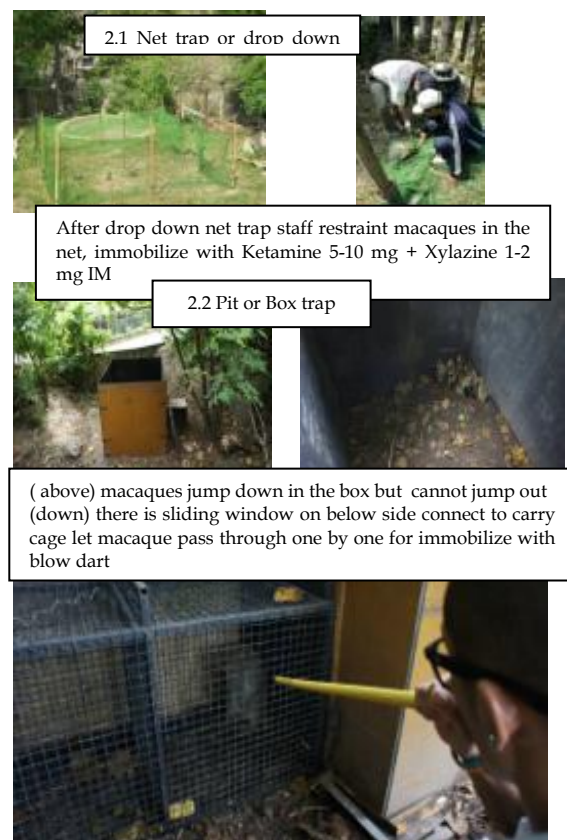 2.1 Net trap or drop down
After drop down net trap staff restraint macaques in the
net, immobilize with Ketamine 5-10 mg + Xylazine 1-2
mg IM
2.2 Pit or Box trap
( above) macaques jump down in the box but cannot jump out
(down) there is sliding window on below side connect to carry
cage let macaque pass through one by one for immobilize with
blow dart